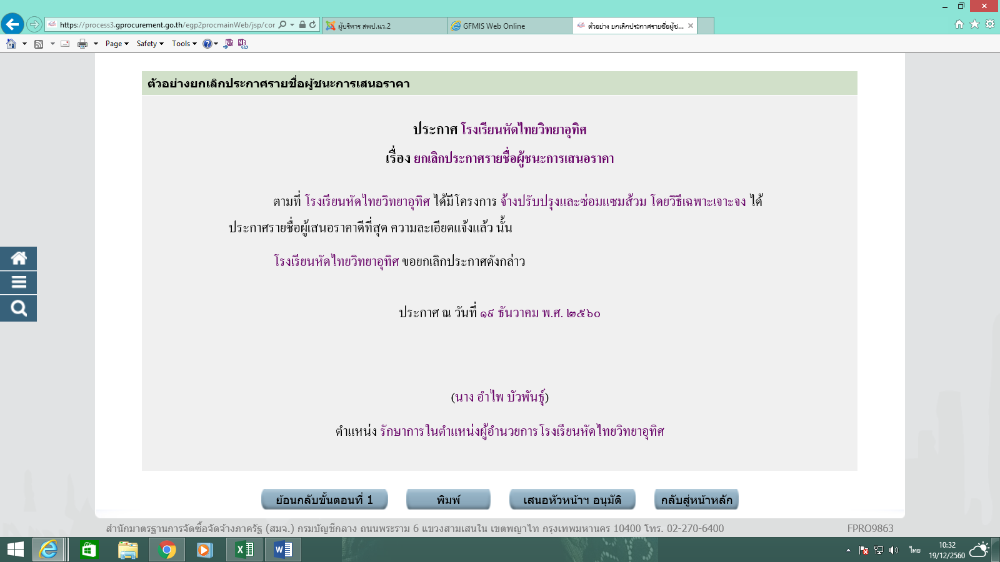 https://process3.gprocurement.go.th/egp2procmainWeb/jsp/cor
ผู้บริหาร สพป.นว.2
GFMIS Web Online
ตัวอย่าง ยกเลิกประกาศรายชื่อผู้ช...
Page Safety Tools
ตัวอย่างยกเลิกประกาศรายชื่อผู้ชนะการเสนอราคา
ประกาศ โรงเรียนหัดไทยวิทยาอุทิศ
เรื่อง ยกเลิกประกาศรายชื่อผู้ชนะการเสนอราคา
ตามที่ โรงเรียนหัดไทยวิทยาอุทิศ ได้มีโครงการ จ้างปรับปรุงและซ่อมแซมส้วม โดยวิธีเฉพาะเจาะจง ได้
ประกาศรายชื่อผู้เสนอราคาดีที่สุด ความละเอียดแจ้งแล้ว นั้น
โรงเรียนหัดไทยวิทยาอุทิศ ขอยกเลิกประกาศดังกล่าว
ประกาศ ณ วันที่ ๑๙ ธันวาคม พ.ศ. ๒๕๖๐
(นาง อำไพ บัวพันธุ์)
ตำแหน่ง รักษาการในตำแหน่งผู้อำนวยการโรงเรียนหัดไทยวิทยาอุทิศ
ย้อนกลับขั้นตอนที่ 1
พิมพ์
เสนอหัวหน้าฯ อนุมัติ
กลับสู่หน้าหลัก
สำนักมาตรฐานการจัดซื้อจัดจ้างภาครัฐ (สมจ.) กรมบัญชีกลาง ถนนพระราม 6 แขวงสามเสนใน เขตพญาไท กรุงเทพมหานคร 10400 โทร. 02-270-6400
FPRO9863
ไทย
10:32
19/12/2560